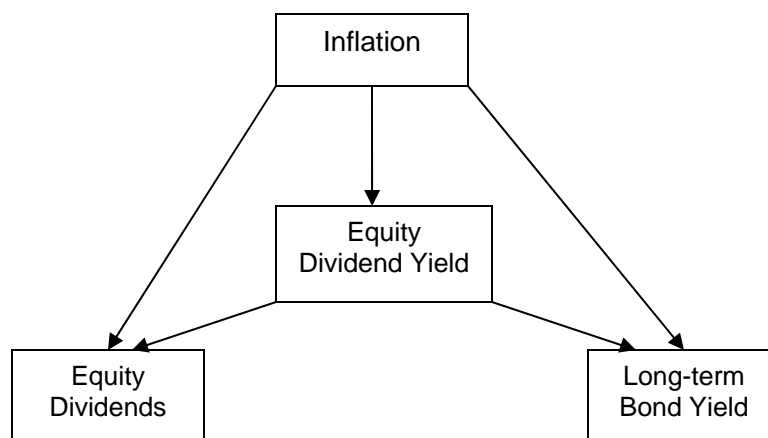 Inflation
Equity
Dividend Yield
Equity
Dividends
Long-term
Bond Yield